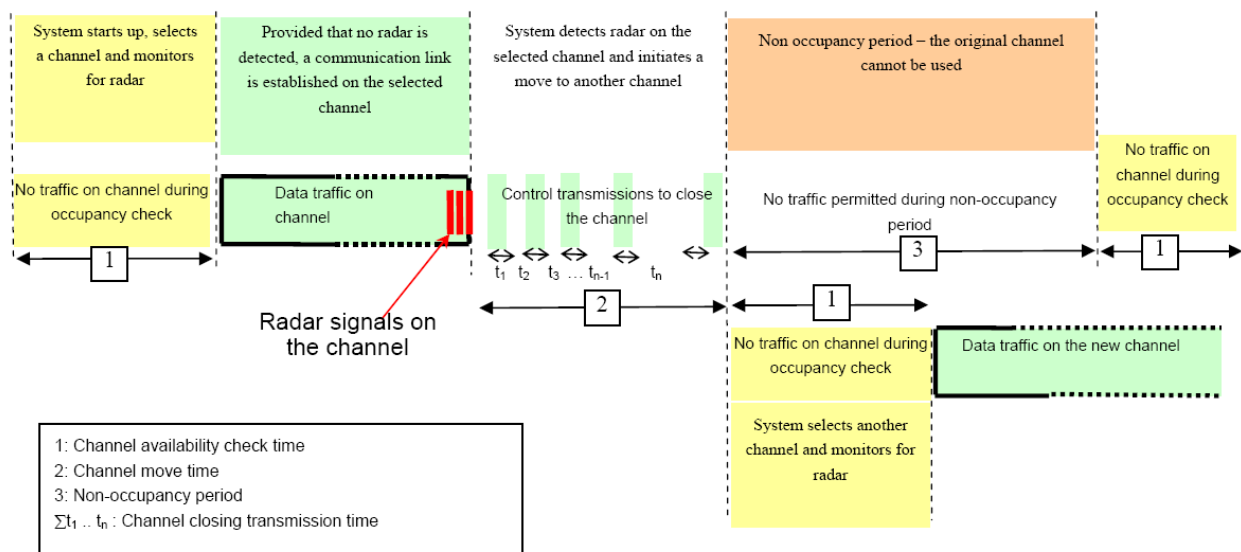 System starts up, selects
a channel and monitors
for radar
Provided that no radar is
detected, a communication link
is established on the selected
channel
System detects radar on the
selected channel and initiates
a move to another channel
Non occupancy period – the original channel
cannot be used
No traffic on channel during
occupancy check
Data traffic on
channel
Control transmissions to close
the channel
No traffic permitted during non-occupancy
period
No traffic on
channel during
occupancy check
1
t1 t2 t3 ... tn-1 tn
3
1
2
1
Radar signals on
the channel
No traffic on channel during
occupancy check
Data traffic on the new channel
System selects another
channel and monitors for
radar
1: Channel availability check time
2: Channel move time
3: Non-occupancy period
∑t1 .. tn : Channel closing transmission time